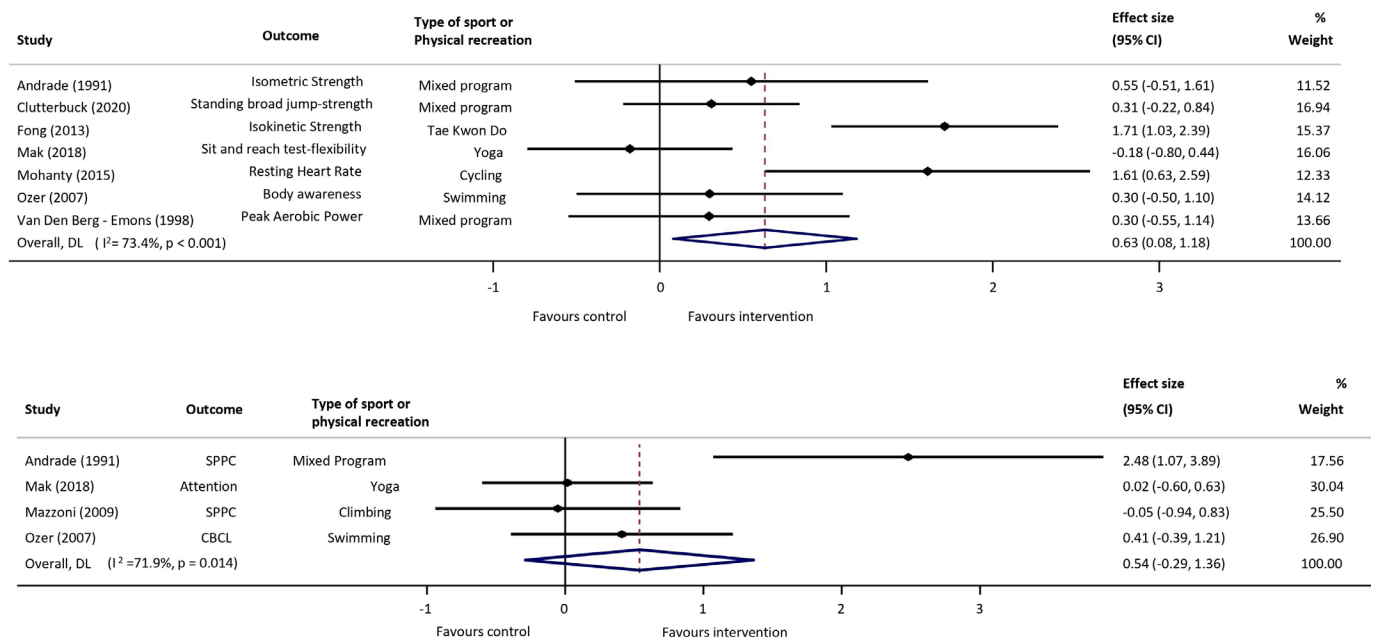 Study Outcome Type of sport or Physical recreation Effect size (95% CI) % Weight
Andrade (1991) Isometric Strength Mixed program 0.55 (-0.51, 1.61) 11.52
Clutterbuck (2020) Standing broad jump-strength Mixed program 0.31 (-0.22, 0.84) 16.94
Fong (2013) Isokinetic Strength Tae Kwon Do 1.71 (1.03, 2.39) 15.37
Mak (2018) Sit and reach test-flexibility Yoga -0.18 (-0.80, 0.44) 16.06
Mohanty (2015) Resting Heart Rate Cycling 1.61 (0.63, 2.59) 12.33
Ozer (2007) Body awareness Swimming 0.30 (-0.50, 1.10) 14.12
Van Den Berg - Emons (1998) Peak Aerobic Power Mixed program 0.30 (-0.55, 1.14) 13.66
Overall, DL ( I²= 73.4%, p < 0.001) 0.63 (0.08, 1.18) 100.00
-1 0 1 2 3
Favours control Favours intervention
Study Outcome Type of sport or physical recreation Effect size (95% CI) % Weight
Andrade (1991) SPPC Mixed Program 2.48 (1.07, 3.89) 17.56
Mak (2018) Attention Yoga 0.02 (-0.60, 0.63) 30.04
Mazzoni (2009) SPPC Climbing -0.05 (-0.94, 0.83) 25.50
Ozer (2007) CBCL Swimming 0.41 (-0.39, 1.21) 26.90
Overall, DL (I² =71.9%, p = 0.014) 0.54 (-0.29, 1.36) 100.00
-1 0 1 2 3
Favours control Favours intervention